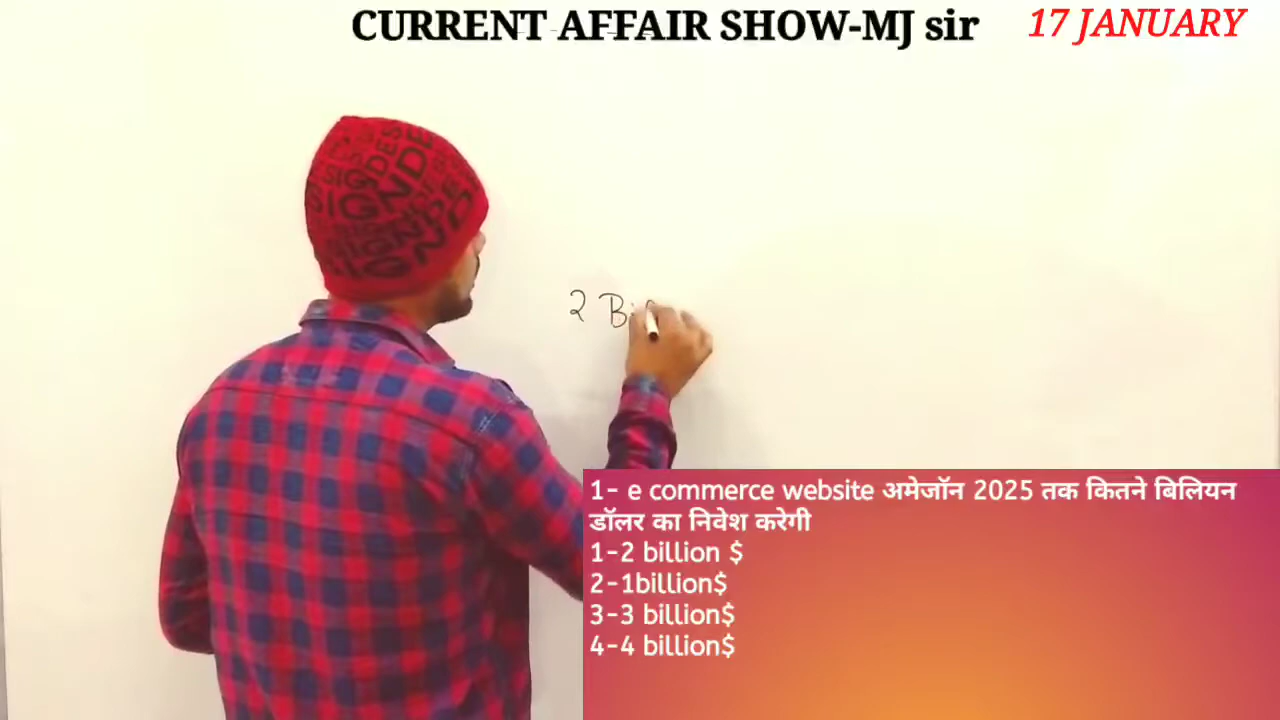 CURRENT AFFAIR SHOW-MJ sir
17 JANUARY
2
1- e commerce website अमेजॉन 2025 तक कितने बिलियन
डॉलर का निवेश करेगी
1-2 billion $
2-1billion$
3-3 billion$
4-4 billion$